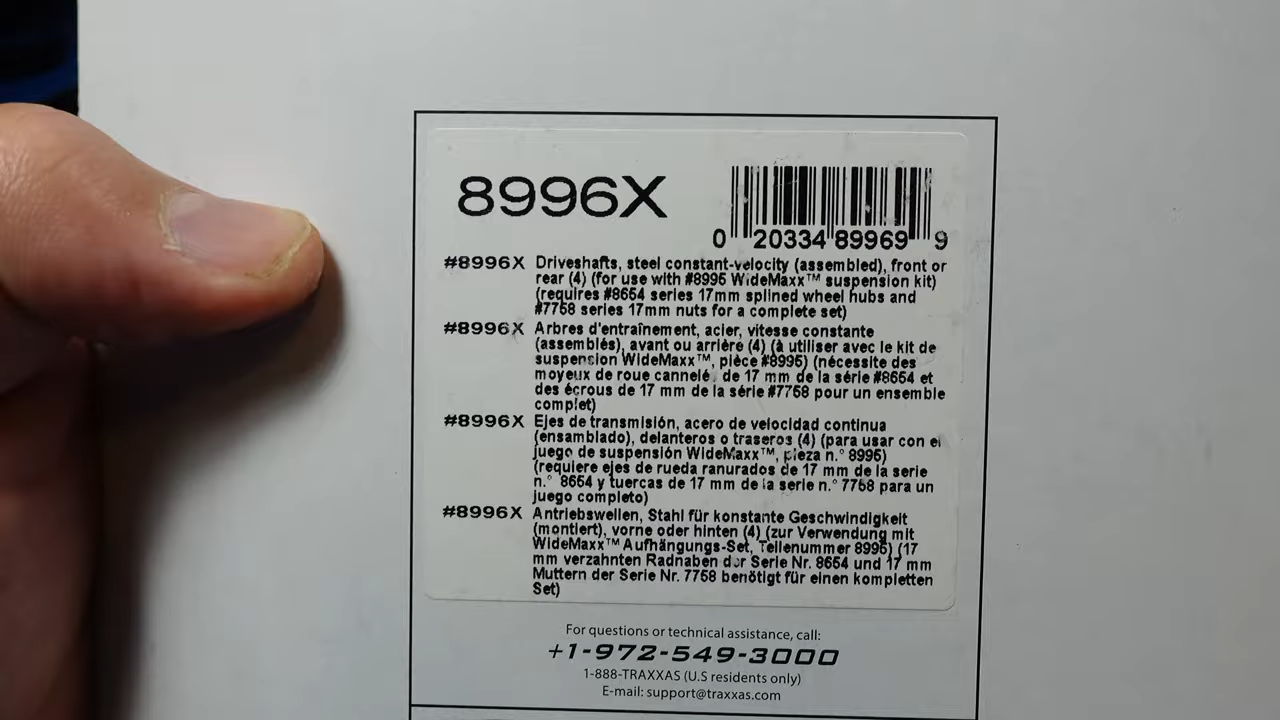 8996X
0 20334 89969 9
#8996X Driveshafts, steel constant-velocity (assembled), front or
rear (4) (for use with #8995 WideMaxx™ suspension kit)
(requires #8654 series 17mm splined wheel hubs and
#7758 series 17mm nuts for a complete set)
#8996X Arbres d'entraînement, acier, vitesse constante
(assemblés), avant ou arrière (4) (à utiliser avec le kit de
suspension WideMaxx™, pièce #8995) (nécessite des
moyeux de roue cannelé, de 17 mm de la série #8654 et
des écrous de 17 mm de la série #7758 pour un ensemble
complet)
#8996X Ejes de transmisión, acero de velocidad continua
(ensamblado), delanteros o traseros (4) (para usar con el
juego de suspensión WideMaxx™, pieza n.° 8995)
(requiere ejes de rueda ranurados de 17 mm de la serie
n.° 8654 y tuercas de 17 mm de la serie n.° 7758 para un
juego completo)
#8996X Antriebswellen, Stahl für konstante Geschwindigkeit
(montiert), vorne oder hinten (4) (zur Verwendung mit
WideMaxx™ Aufhängungs-Set, Teilenummer 8995) (17
mm verzahnten Radnaben der Serie Nr. 8654 und 17 mm
Muttern der Serie Nr. 7758 benötigt für einen kompletten
Set)
For questions or technical assistance, call:
+1-972-549-3000
1-888-TRAXXAS (U.S residents only)
E-mail: support@traxxas.com